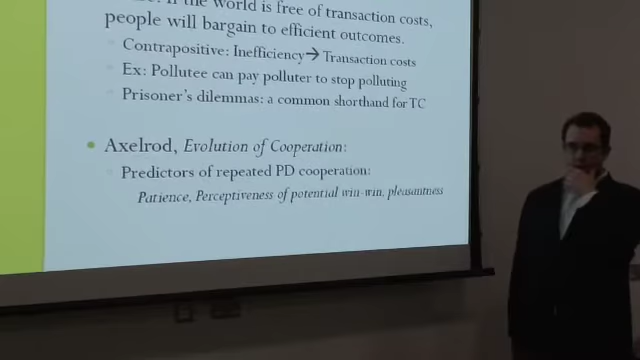 If the world is free of transaction costs,
people will bargain to efficient outcomes.
Contrapositive: Inefficiency→Transaction costs
Ex: Pollutee can pay polluter to stop polluting
Prisoner's dilemmas: a common shorthand for TC
Axelrod, Evolution of Cooperation:
Predictors of repeated PD cooperation:
Patience, Perceptiveness of potential win-win, pleasantness